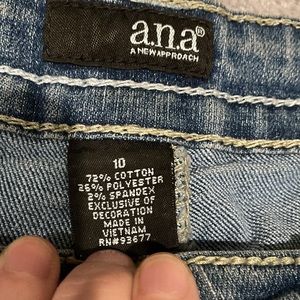 a.n.a®
A NEW APPROACH
10
72% COTTON
26% POLYESTER
2% SPANDEX
EXCLUSIVE OF
DECORATION
MADE IN
VIETNAM
RN#93677